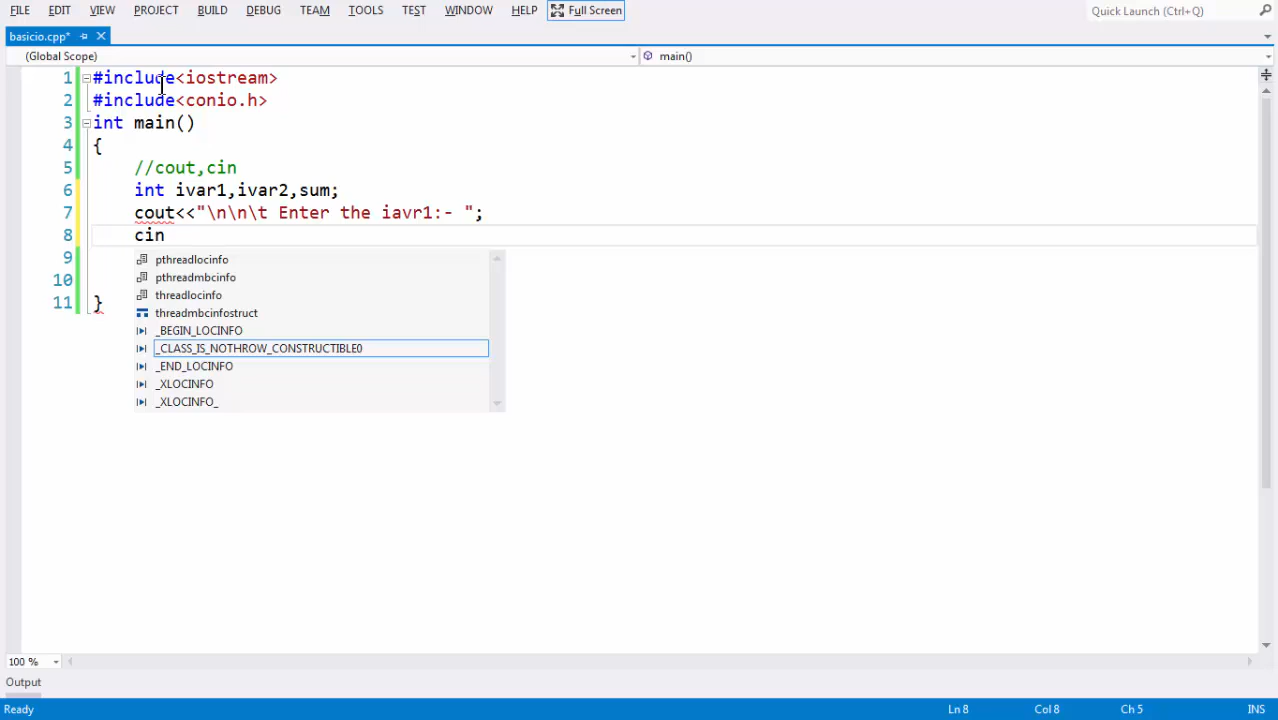 FILE EDIT VIEW PROJECT BUILD DEBUG TEAM TOOLS TEST WINDOW HELP Full Screen Quick Launch (Ctrl+Q)
basicio.cpp*
(Global Scope) main()
1 #include<iostream>
2 #include<conio.h>
3 int main()
4 {
5 //cout,cin
6 int ivar1,ivar2,sum;
7 cout<<"\n\n\t Enter the iavr1:- ";
8 cin
9
10
11 }
pthreadlocinfo
pthreadmbcinfo
threadlocinfo
threadmbcinfostruct
_BEGIN_LOCINFO
_CLASS_IS_NOTHROW_CONSTRUCTIBLE0
_END_LOCINFO
_XLOCINFO
_XLOCINFO_
100 %
Output
Ready Ln 8 Col 8 Ch 5 INS